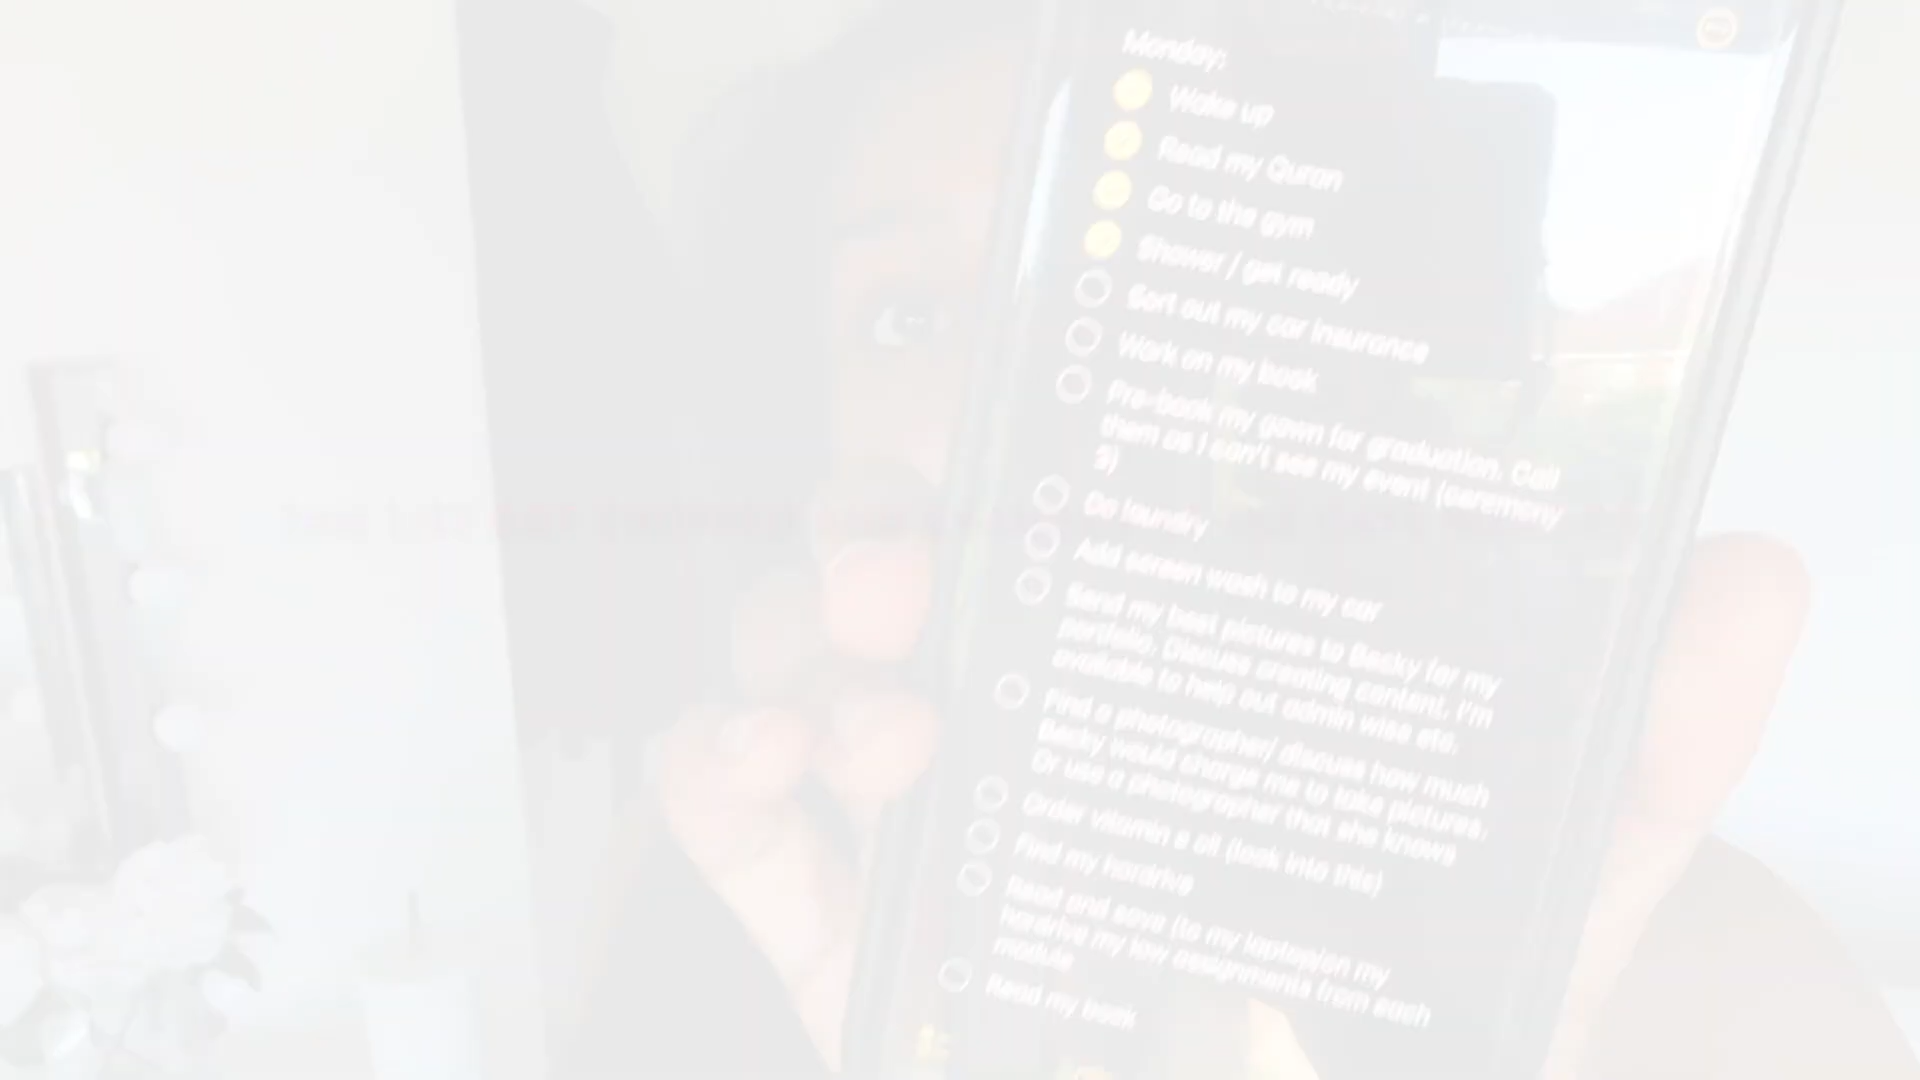 Monday:
Wake up
Read my Quran
Go to the gym
Shower / get ready
Sort out my car insurance
Work on my book
Pre-book my gown for graduation. Call
them as I can't see my event (ceremony
3)
Do laundry
Add screen wash to my car
Send my best pictures to Becky for my
portfolio. Discuss creating content. I'm
available to help out admin wise etc.
Find a photographer/ discuss how much
Becky would charge me to take pictures.
Or use a photographer that she knows
Order vitamin e oil (look into this)
Find my hardrive
Read and save (to my laptop/on my
hardrive my law assignments from each
module
Read my book